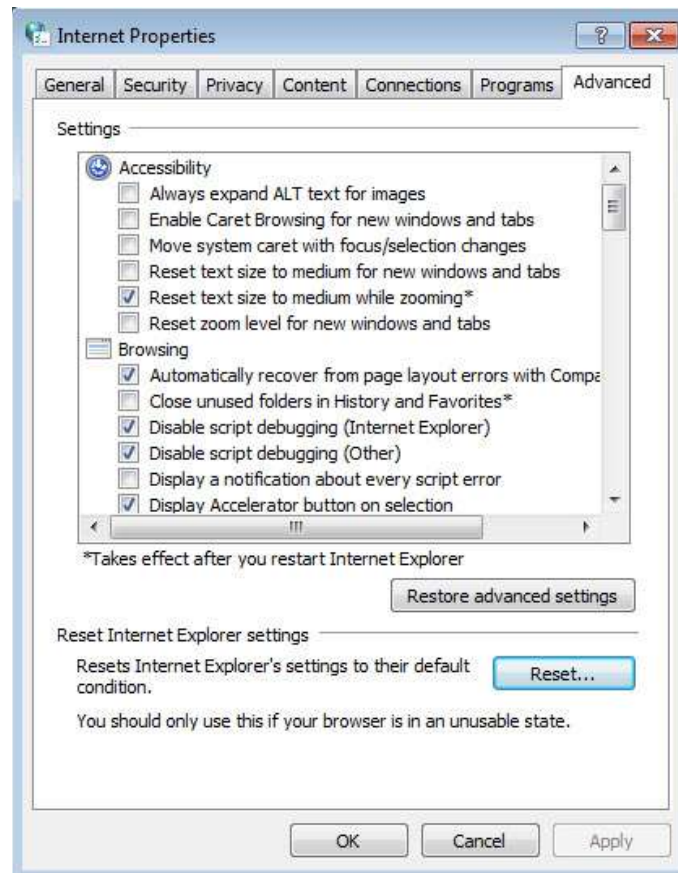 Internet Properties
General Security Privacy Content Connections Programs Advanced
Settings
Accessibility
Always expand ALT text for images
Enable Caret Browsing for new windows and tabs
Move system caret with focus/selection changes
Reset text size to medium for new windows and tabs
Reset text size to medium while zooming*
Reset zoom level for new windows and tabs
Browsing
Automatically recover from page layout errors with Compa
Close unused folders in History and Favorites*
Disable script debugging (Internet Explorer)
Disable script debugging (Other)
Display a notification about every script error
Display Accelerator button on selection
*Takes effect after you restart Internet Explorer
Restore advanced settings
Reset Internet Explorer settings
Resets Internet Explorer's settings to their default
condition.
Reset...
You should only use this if your browser is in an unusable state.
OK Cancel Apply